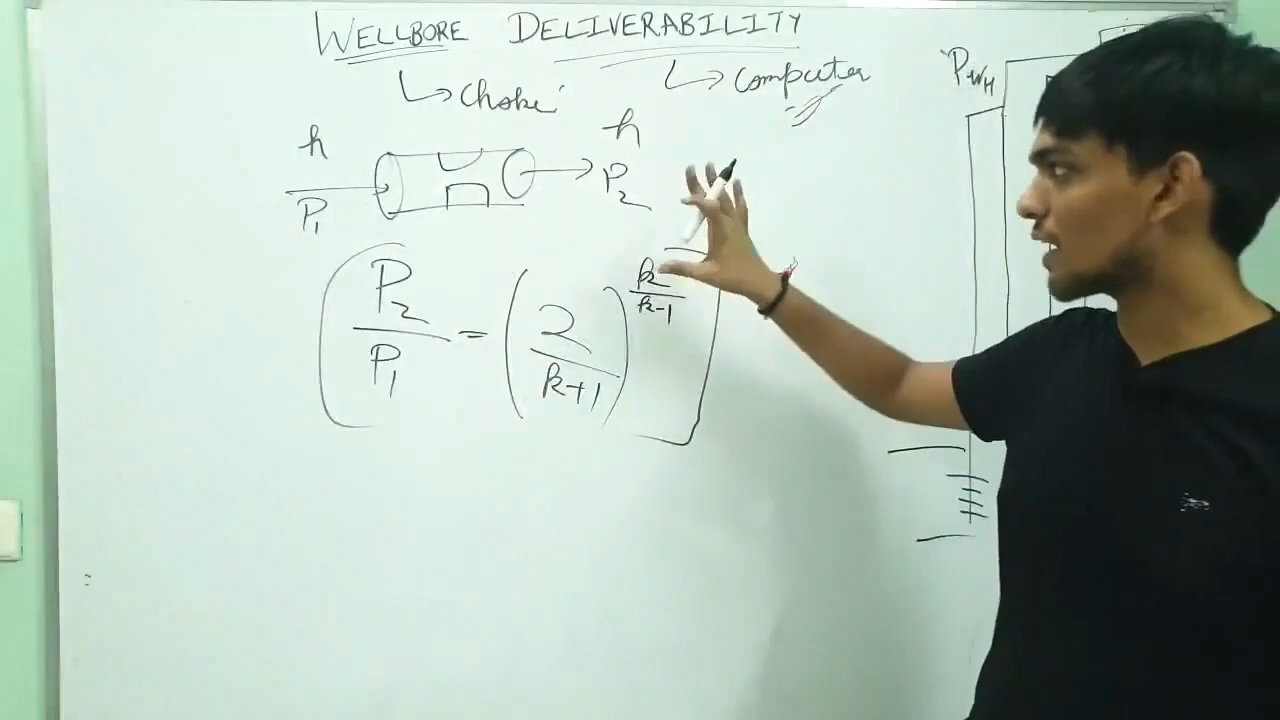 WELLBORE DELIVERABILITY
↳ choke ↳ computer
h h
P1 P2
P2/P1 = (2/k+1)^k/k-1
PWH